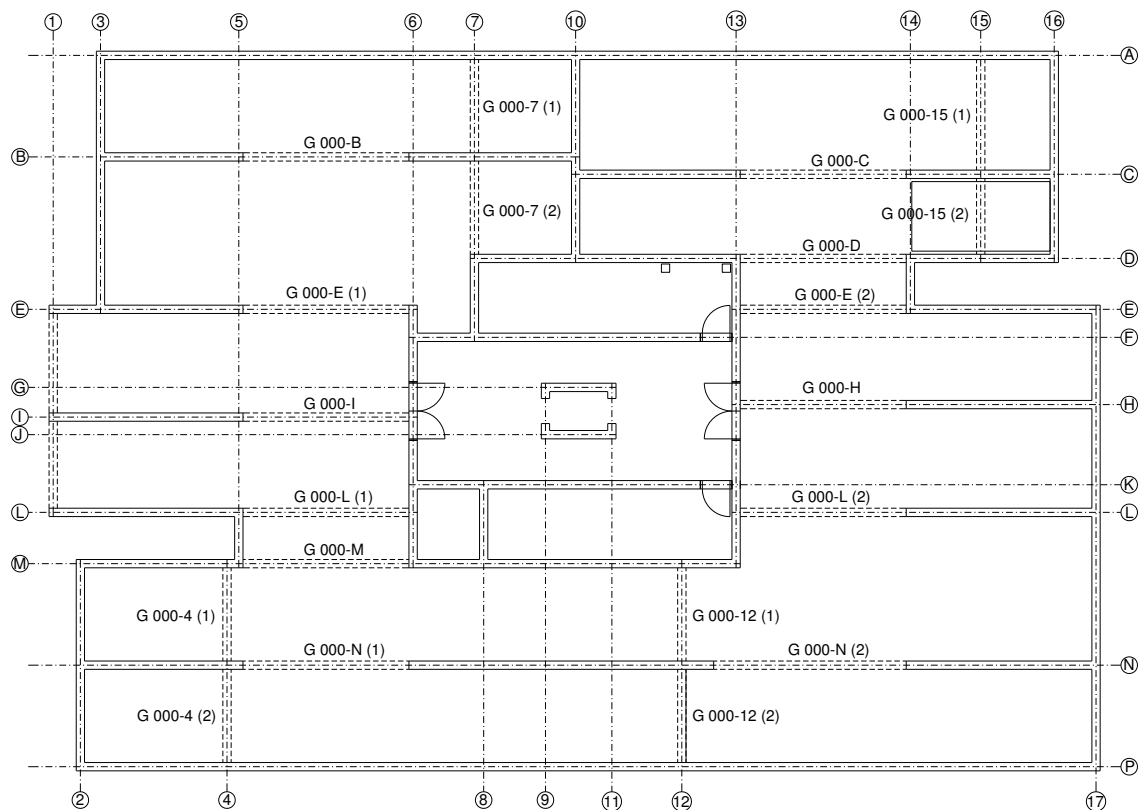 1 3 5 6 7 10 13 14 15 16
A
G 000-7 (1) G 000-15 (1)
G 000-B
B
G 000-C
C
G 000-7 (2) G 000-15 (2)
G 000-D
D
G 000-E (1) G 000-E (2)
E E
F
G G 000-H
G 000-I H
I
J
K
G 000-L (1) G 000-L (2)
L L
G 000-M
M
G 000-4 (1) G 000-12 (1)
G 000-N (1) G 000-N (2)
N
G 000-4 (2) G 000-12 (2)
P
2 4 8 9 11 12 17